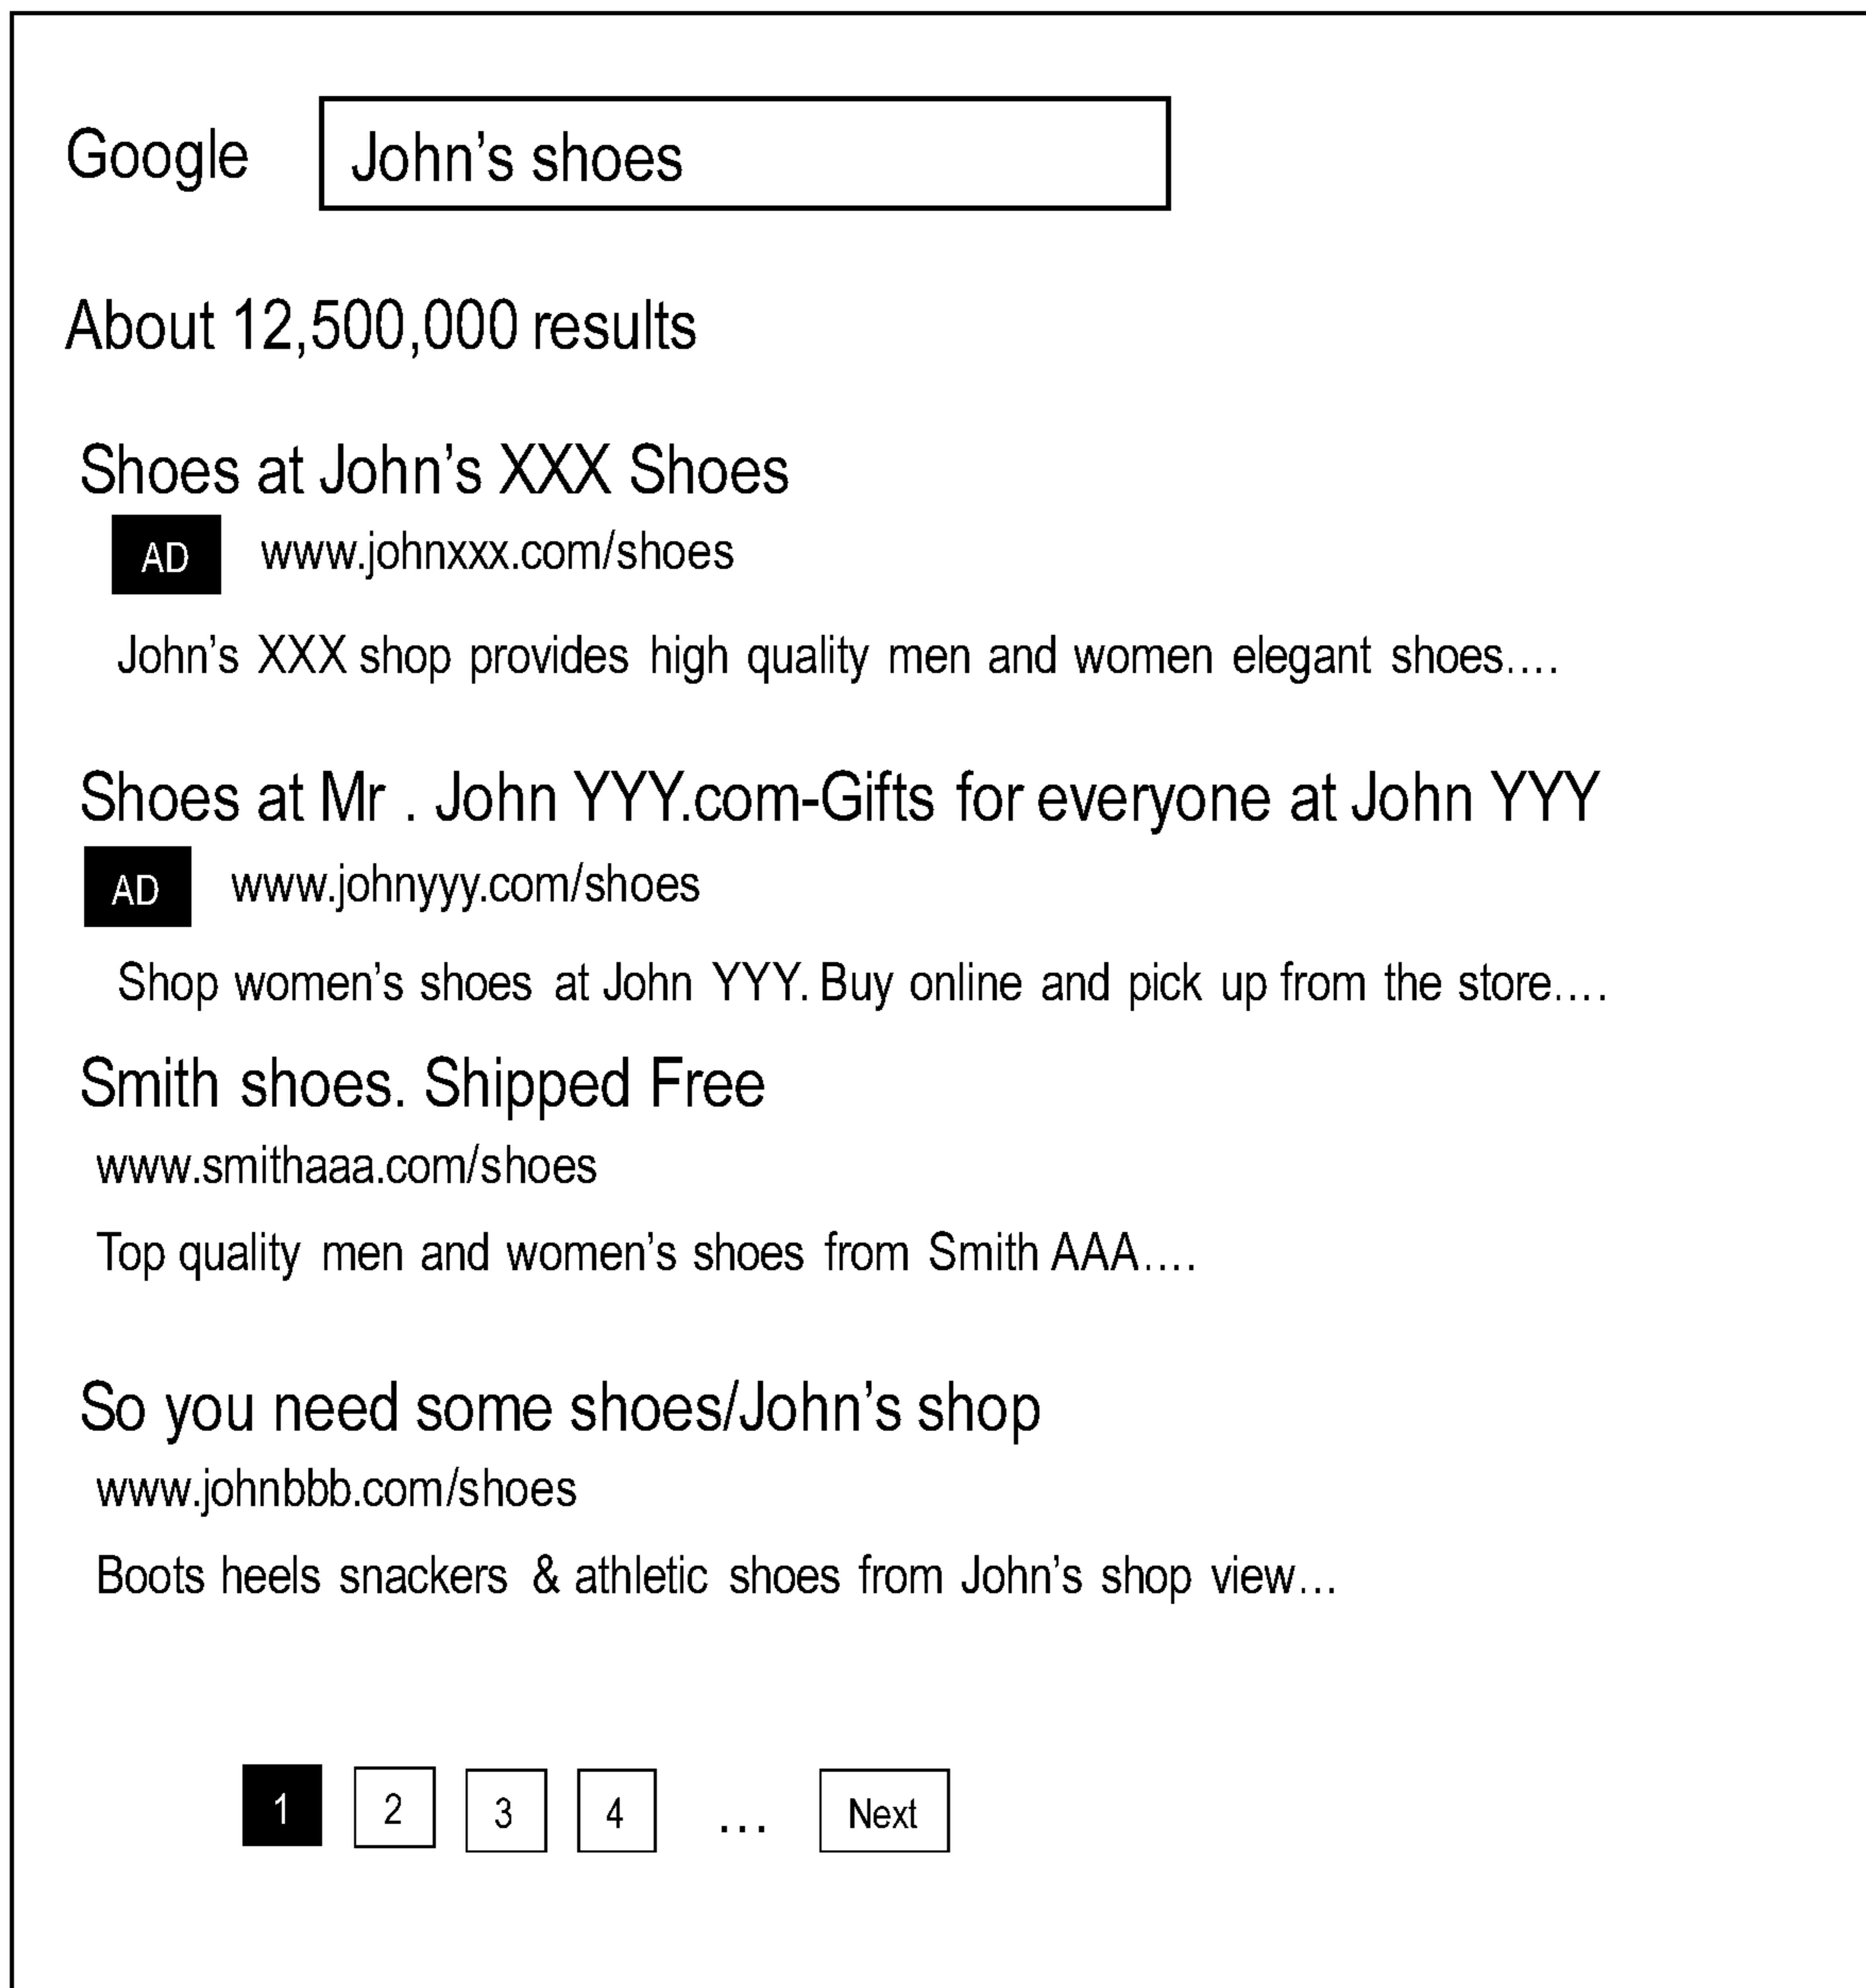 Google John's shoes
About 12,500,000 results
Shoes at John's XXX Shoes
AD www.johnxxx.com/shoes
John's XXX shop provides high quality men and women elegant shoes....
Shoes at Mr . John YYY.com-Gifts for everyone at John YYY
AD www.johnyyy.com/shoes
Shop women's shoes at John YYY. Buy online and pick up from the store....
Smith shoes. Shipped Free
www.smithaaa.com/shoes
Top quality men and women's shoes from Smith AAA....
So you need some shoes/John's shop
www.johnbbb.com/shoes
Boots heels snackers & athletic shoes from John's shop view...
1 2 3 4 ... Next